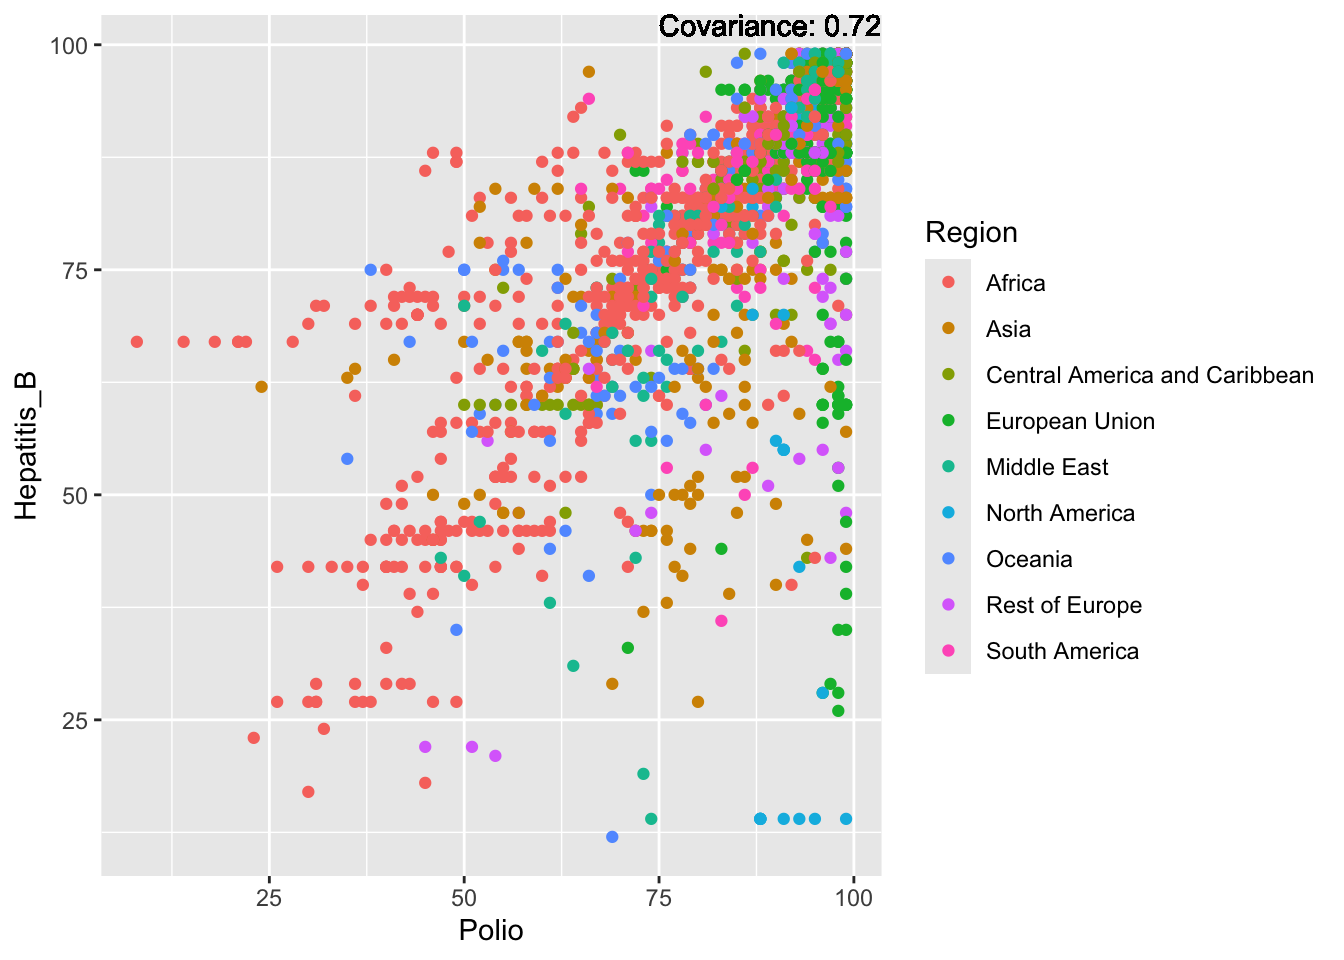 Covariance: 0.72
100
75
50
25
Hepatitis_B
25 50 75 100
Polio
Region
Africa
Asia
Central America and Caribbean
European Union
Middle East
North America
Oceania
Rest of Europe
South America